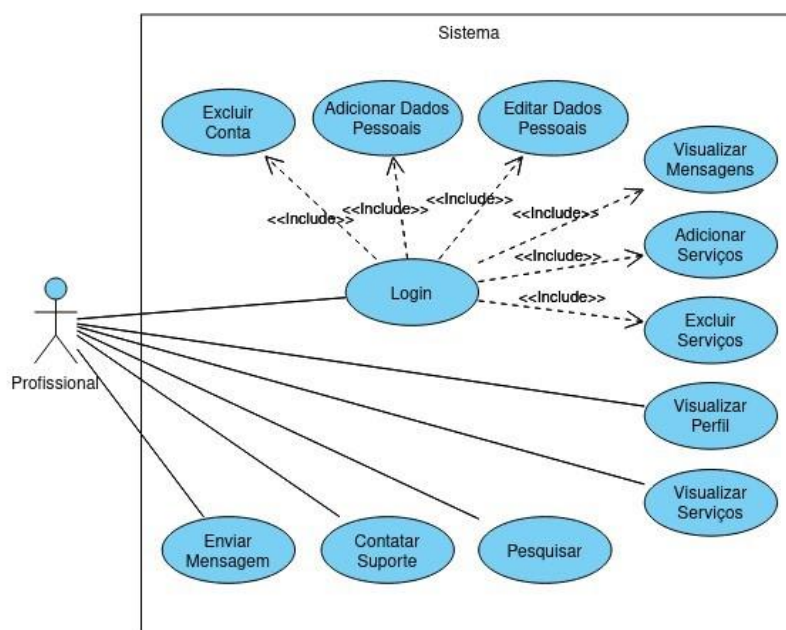 Sistema
Excluir
Conta
Adicionar Dados
Pessoais
Editar Dados
Pessoais
Visualizar
Mensagens
<<Include>>
<<Include>>
<<Include>>
<<Include>>
Adicionar
Serviços
<<Include>>
Login
<<Include>>
Excluir
Serviços
Profissional
Visualizar
Perfil
Visualizar
Serviços
Enviar
Mensagem
Contatar
Suporte
Pesquisar